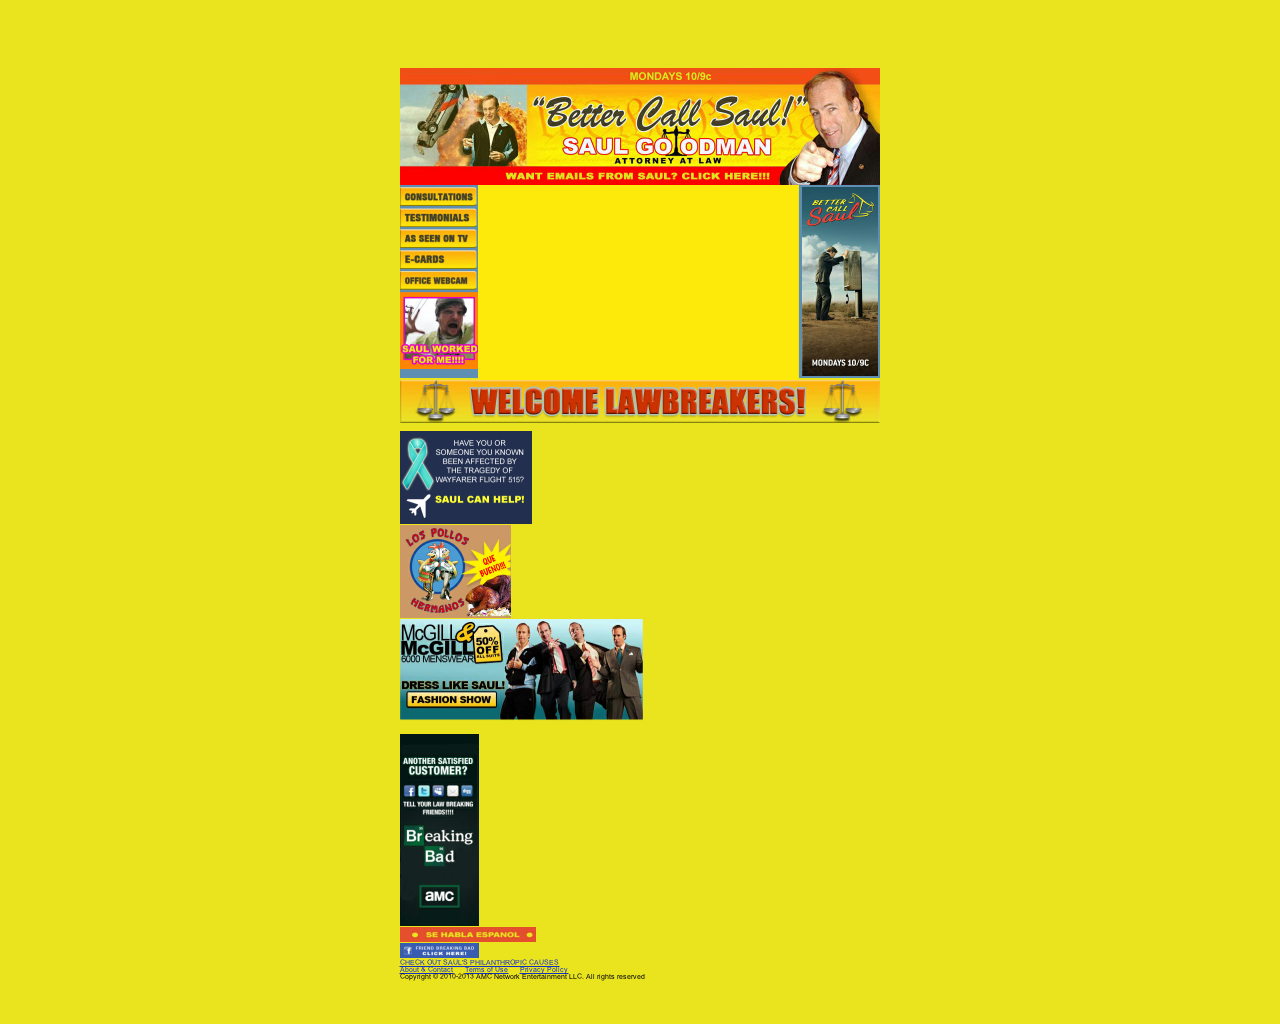 MONDAYS 10/9c
"Better Call Saul!"
SAUL GOODMAN
ATTORNEY AT LAW
WANT EMAILS FROM SAUL? CLICK HERE!!!
CONSULTATIONS
TESTIMONIALS
AS SEEN ON TV
E-CARDS
OFFICE WEBCAM
SAUL WORKED
FOR ME!!!!
BETTER
CALL
Saul
MONDAYS 10/9C
WELCOME LAWBREAKERS!
HAVE YOU OR
SOMEONE YOU KNOWN
BEEN AFFECTED BY
THE TRAGEDY OF
WAYFARER FLIGHT 515?
SAUL CAN HELP!
LOS POLLOS
HERMANOS
QUE
BUENO!!!
McGILL &
McGILL
6000 MENSWEAR
50%
OFF
ALL SUITS
DRESS LIKE SAUL!
FASHION SHOW
ANOTHER SATISFIED
CUSTOMER?
TELL YOUR LAW BREAKING
FRIENDS!!!!
Breaking
Bad
amc
SE HABLA ESPANOL
FRIEND BREAKING BAD
CLICK HERE!
CHECK OUT SAUL'S PHILANTHROPIC CAUSES
About & Contact Terms of Use Privacy Policy
Copyright © 2010-2013 AMC Network Entertainment LLC. All rights reserved